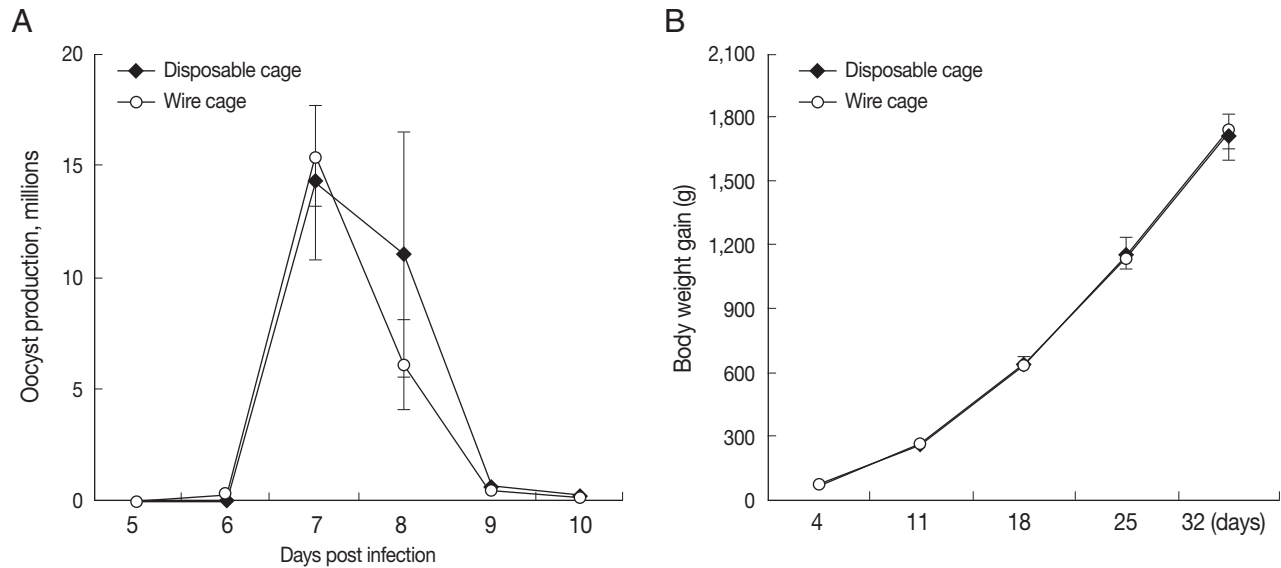 A
20
15
10
5
0
Oocyst production, millions
Disposable cage
Wire cage
5 6 7 8 9 10
Days post infection
B
2,100
1,800
1,500
1,200
900
600
300
0
Body weight gain (g)
Disposable cage
Wire cage
4 11 18 25 32 (days)